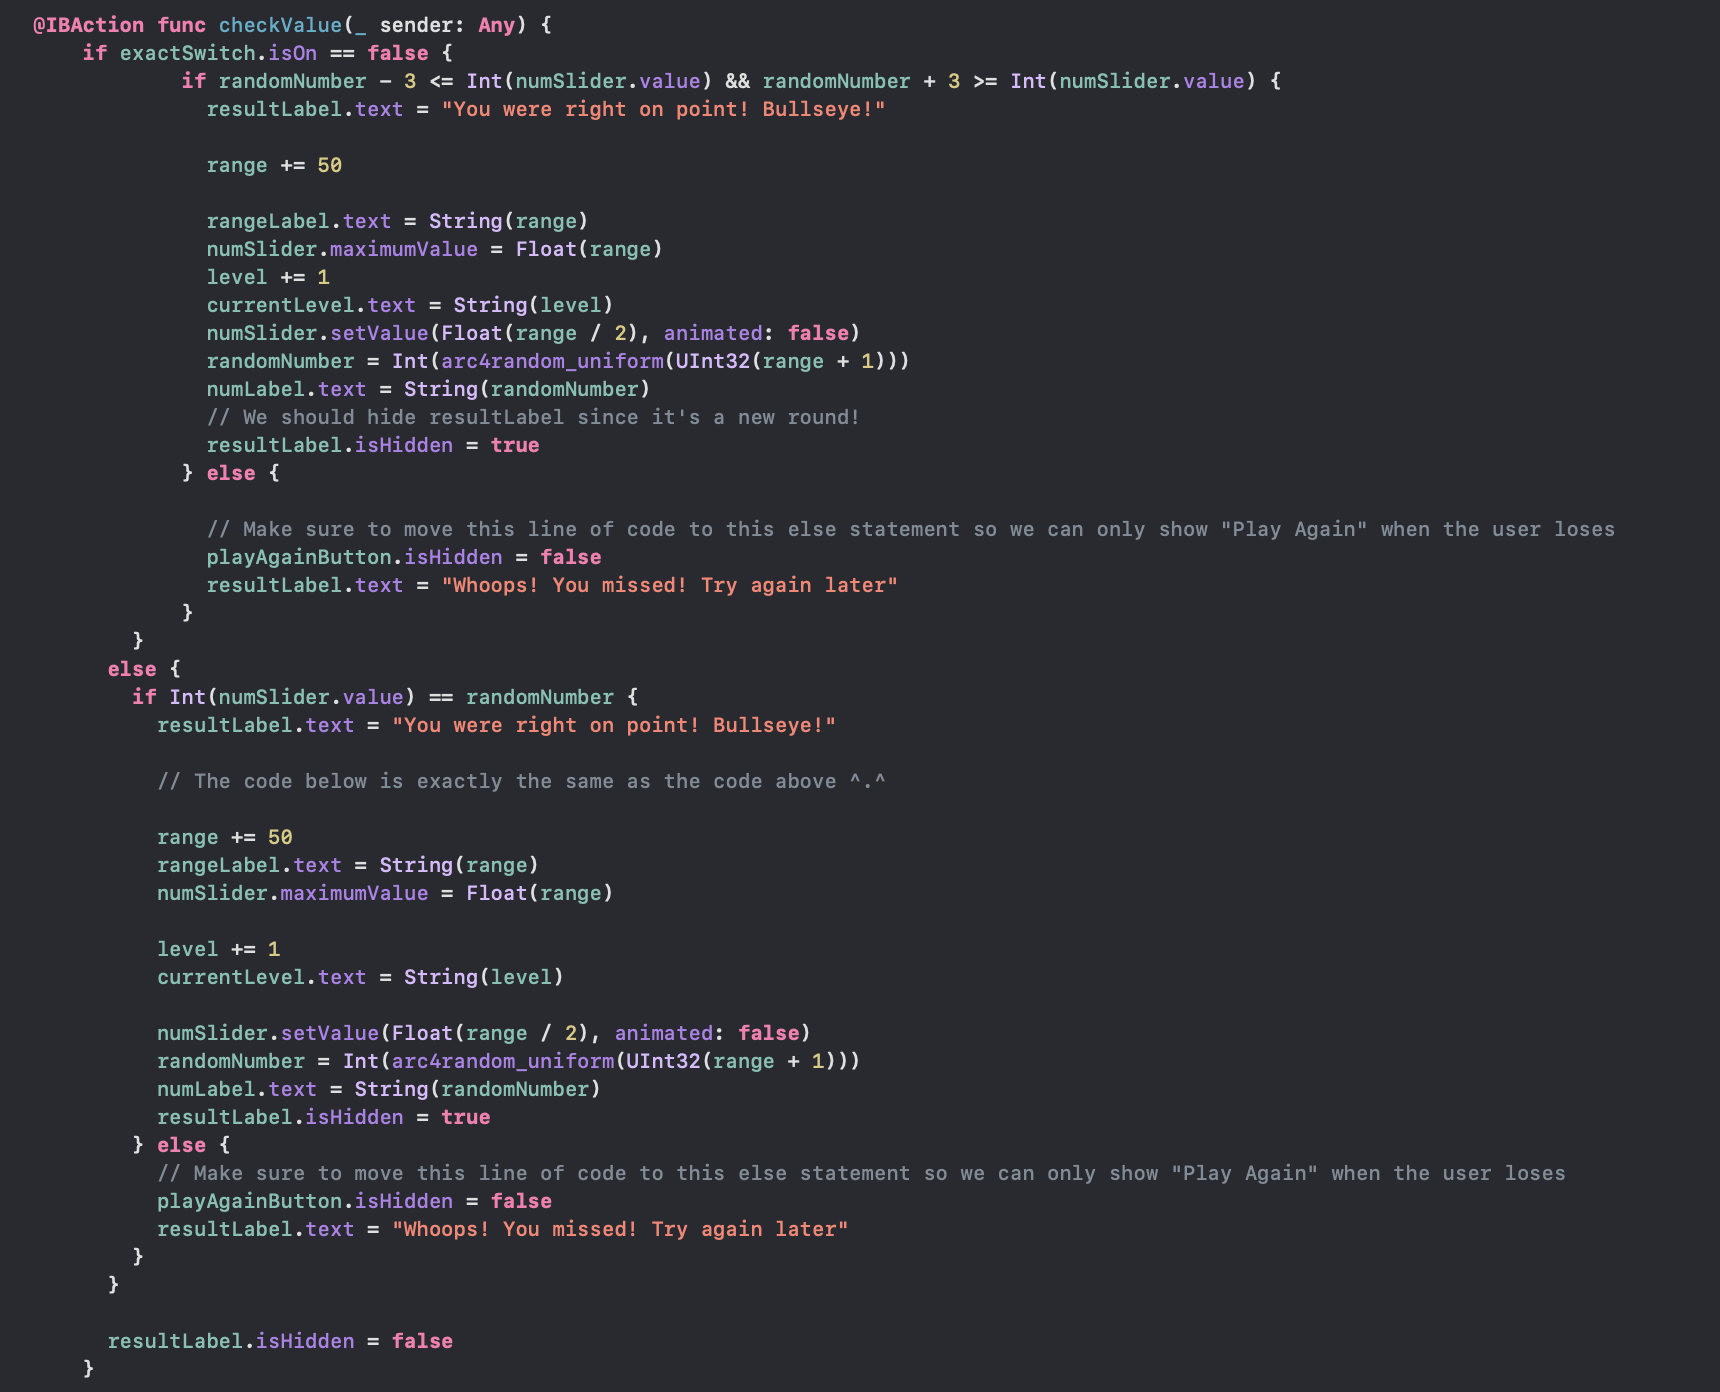 @IBAction func checkValue(_ sender: Any) {
if exactSwitch.isOn == false {
if randomNumber - 3 <= Int(numSlider.value) && randomNumber + 3 >= Int(numSlider.value) {
resultLabel.text = "You were right on point! Bullseye!"
range += 50
rangeLabel.text = String(range)
numSlider.maximumValue = Float(range)
level += 1
currentLevel.text = String(level)
numSlider.setValue(Float(range / 2), animated: false)
randomNumber = Int(arc4random_uniform(UInt32(range + 1)))
numLabel.text = String(randomNumber)
// We should hide resultLabel since it's a new round!
resultLabel.isHidden = true
} else {
// Make sure to move this line of code to this else statement so we can only show "Play Again" when the user loses
playAgainButton.isHidden = false
resultLabel.text = "Whoops! You missed! Try again later"
}
}
else {
if Int(numSlider.value) == randomNumber {
resultLabel.text = "You were right on point! Bullseye!"
// The code below is exactly the same as the code above ^.^
range += 50
rangeLabel.text = String(range)
numSlider.maximumValue = Float(range)
level += 1
currentLevel.text = String(level)
numSlider.setValue(Float(range / 2), animated: false)
randomNumber = Int(arc4random_uniform(UInt32(range + 1)))
numLabel.text = String(randomNumber)
resultLabel.isHidden = true
} else {
// Make sure to move this line of code to this else statement so we can only show "Play Again" when the user loses
playAgainButton.isHidden = false
resultLabel.text = "Whoops! You missed! Try again later"
}
}
resultLabel.isHidden = false
}